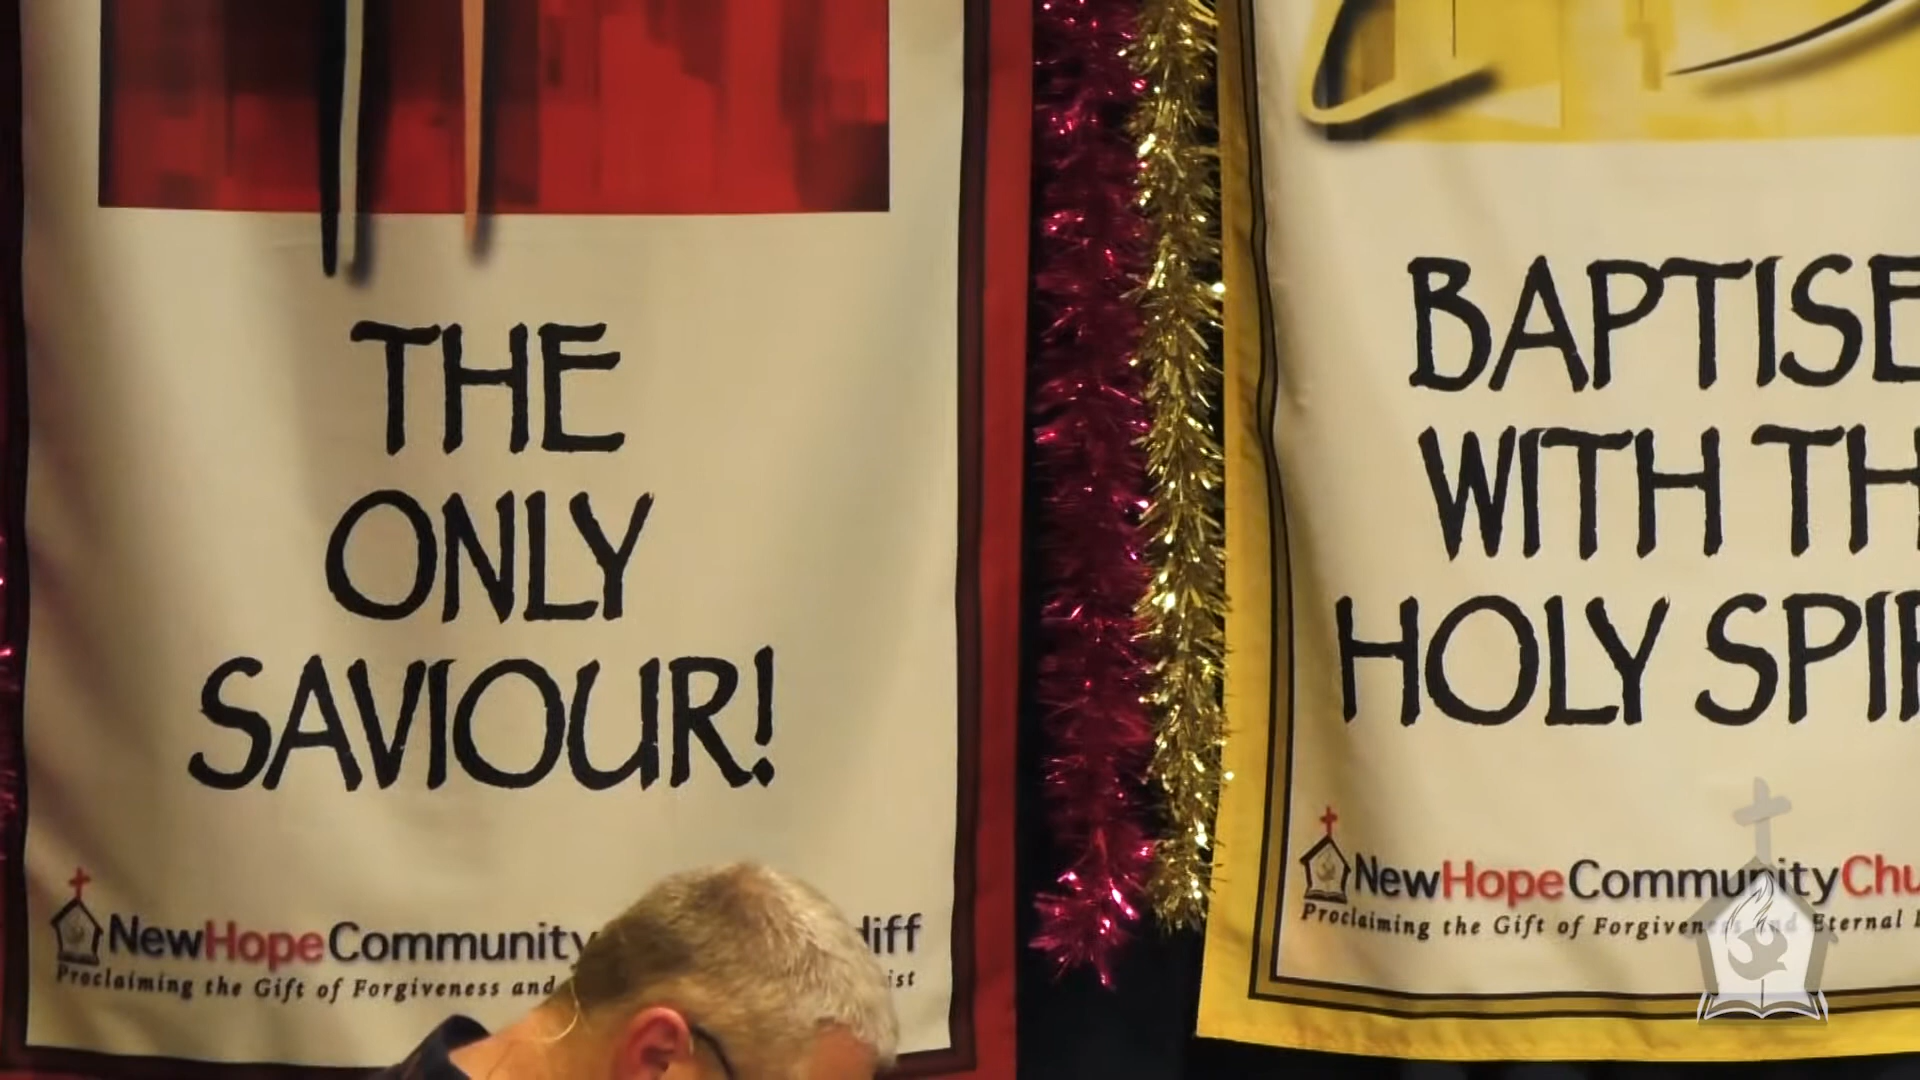 THE
ONLY
SAVIOUR!
NewHopeCommunity diff
Proclaiming the Gift of Forgiveness and ist
BAPTISE
WITH TH
HOLY SPIR
NewHopeCommunityChu
Proclaiming the Gift of Forgiveness and Eternal L